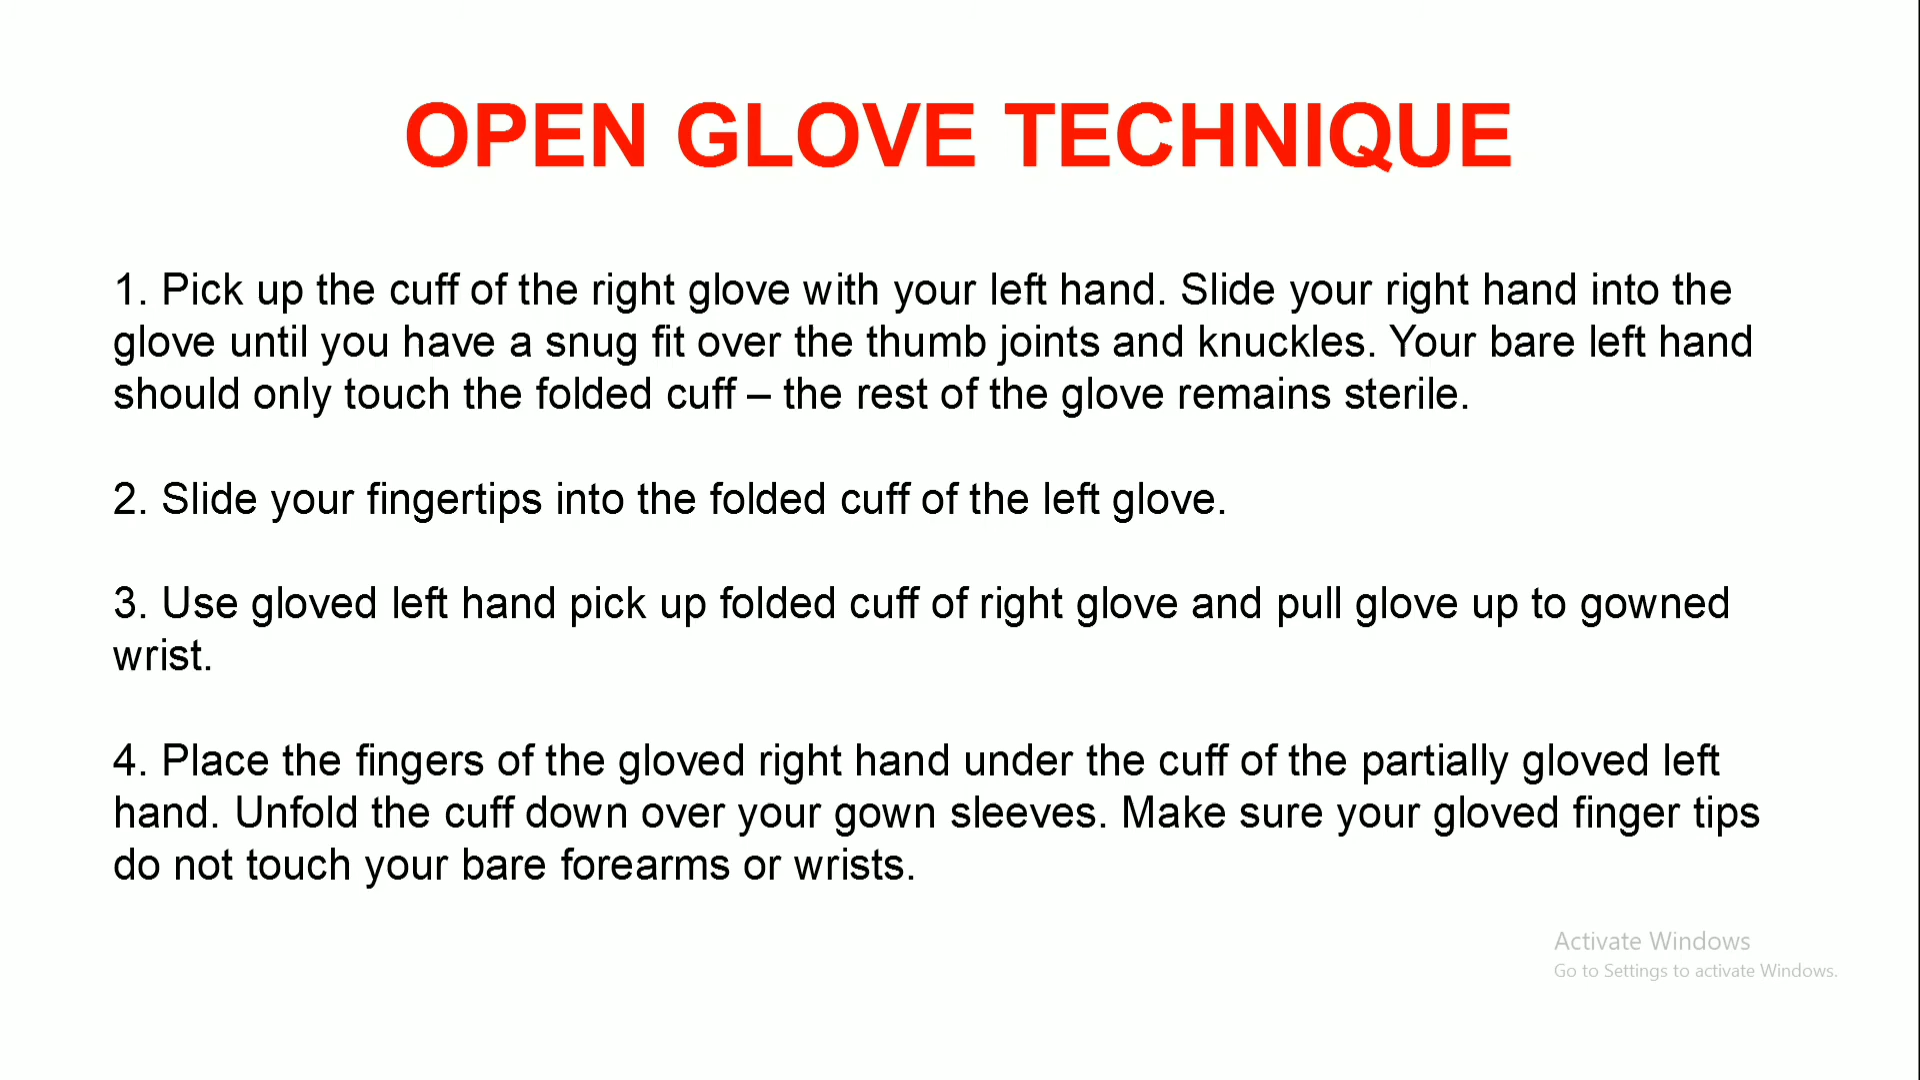 OPEN GLOVE TECHNIQUE
1. Pick up the cuff of the right glove with your left hand. Slide your right hand into the
glove until you have a snug fit over the thumb joints and knuckles. Your bare left hand
should only touch the folded cuff – the rest of the glove remains sterile.
2. Slide your fingertips into the folded cuff of the left glove.
3. Use gloved left hand pick up folded cuff of right glove and pull glove up to gowned
wrist.
4. Place the fingers of the gloved right hand under the cuff of the partially gloved left
hand. Unfold the cuff down over your gown sleeves. Make sure your gloved finger tips
do not touch your bare forearms or wrists.
Activate Windows
Go to Settings to activate Windows.